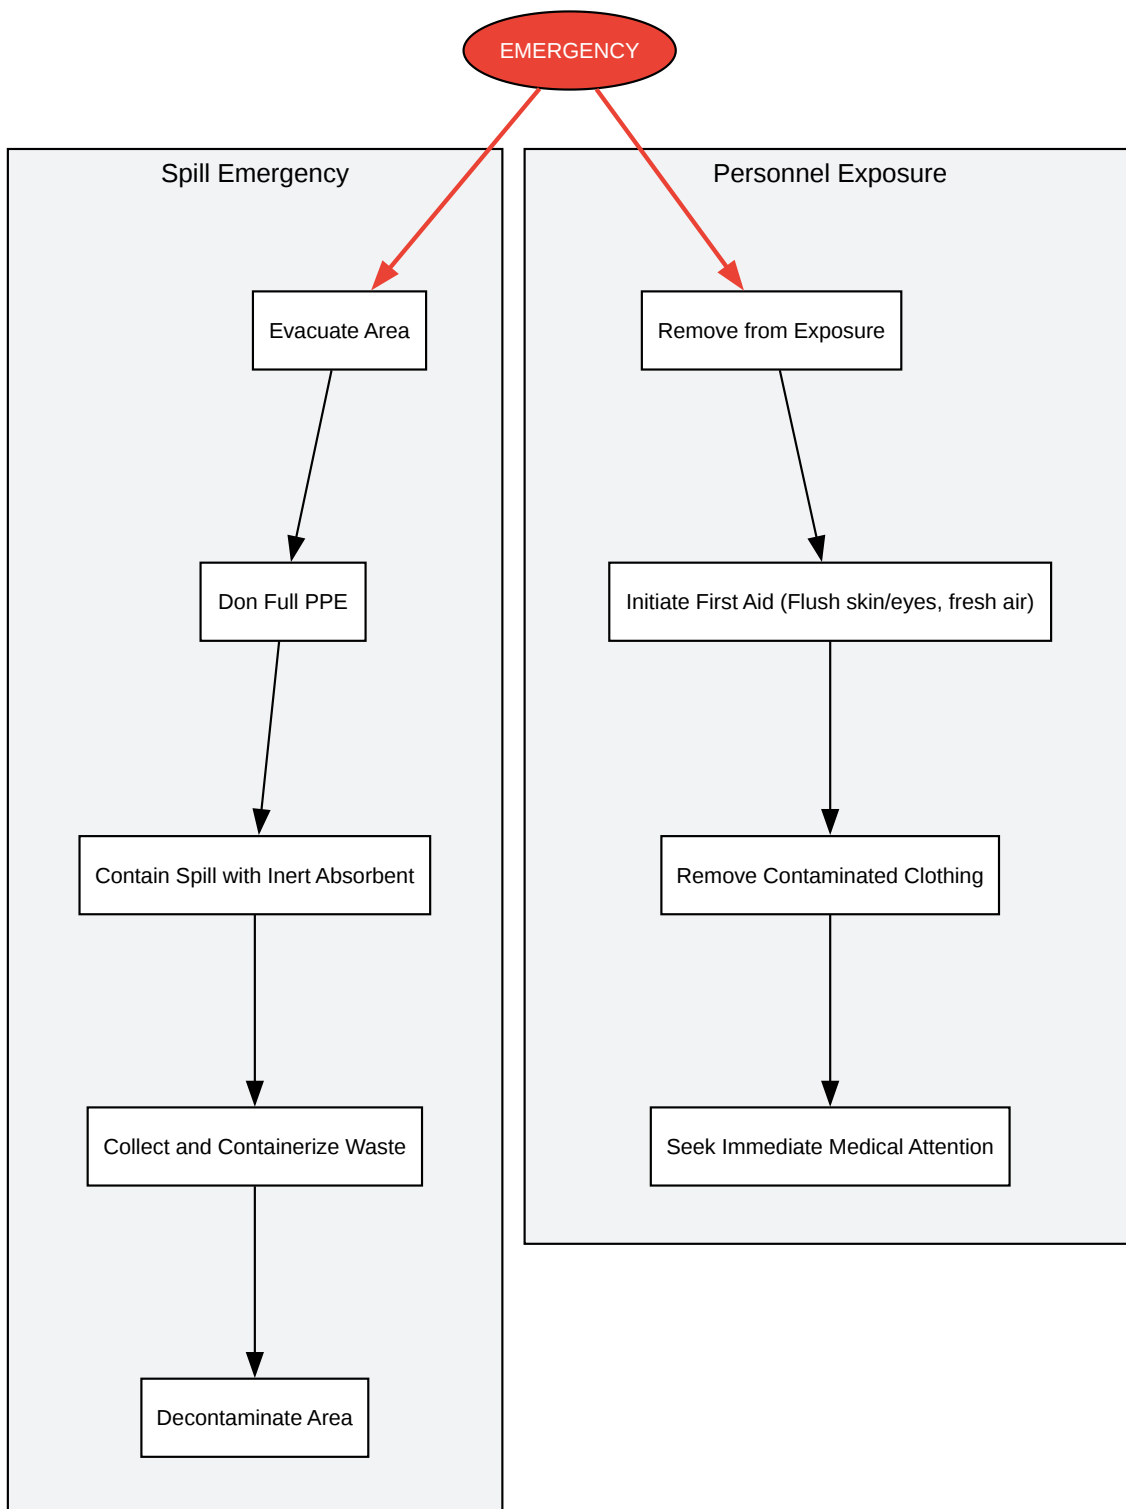 EMERGENCY
Spill Emergency
Evacuate Area
Don Full PPE
Contain Spill with Inert Absorbent
Collect and Containerize Waste
Decontaminate Area
Personnel Exposure
Remove from Exposure
Initiate First Aid (Flush skin/eyes, fresh air)
Remove Contaminated Clothing
Seek Immediate Medical Attention